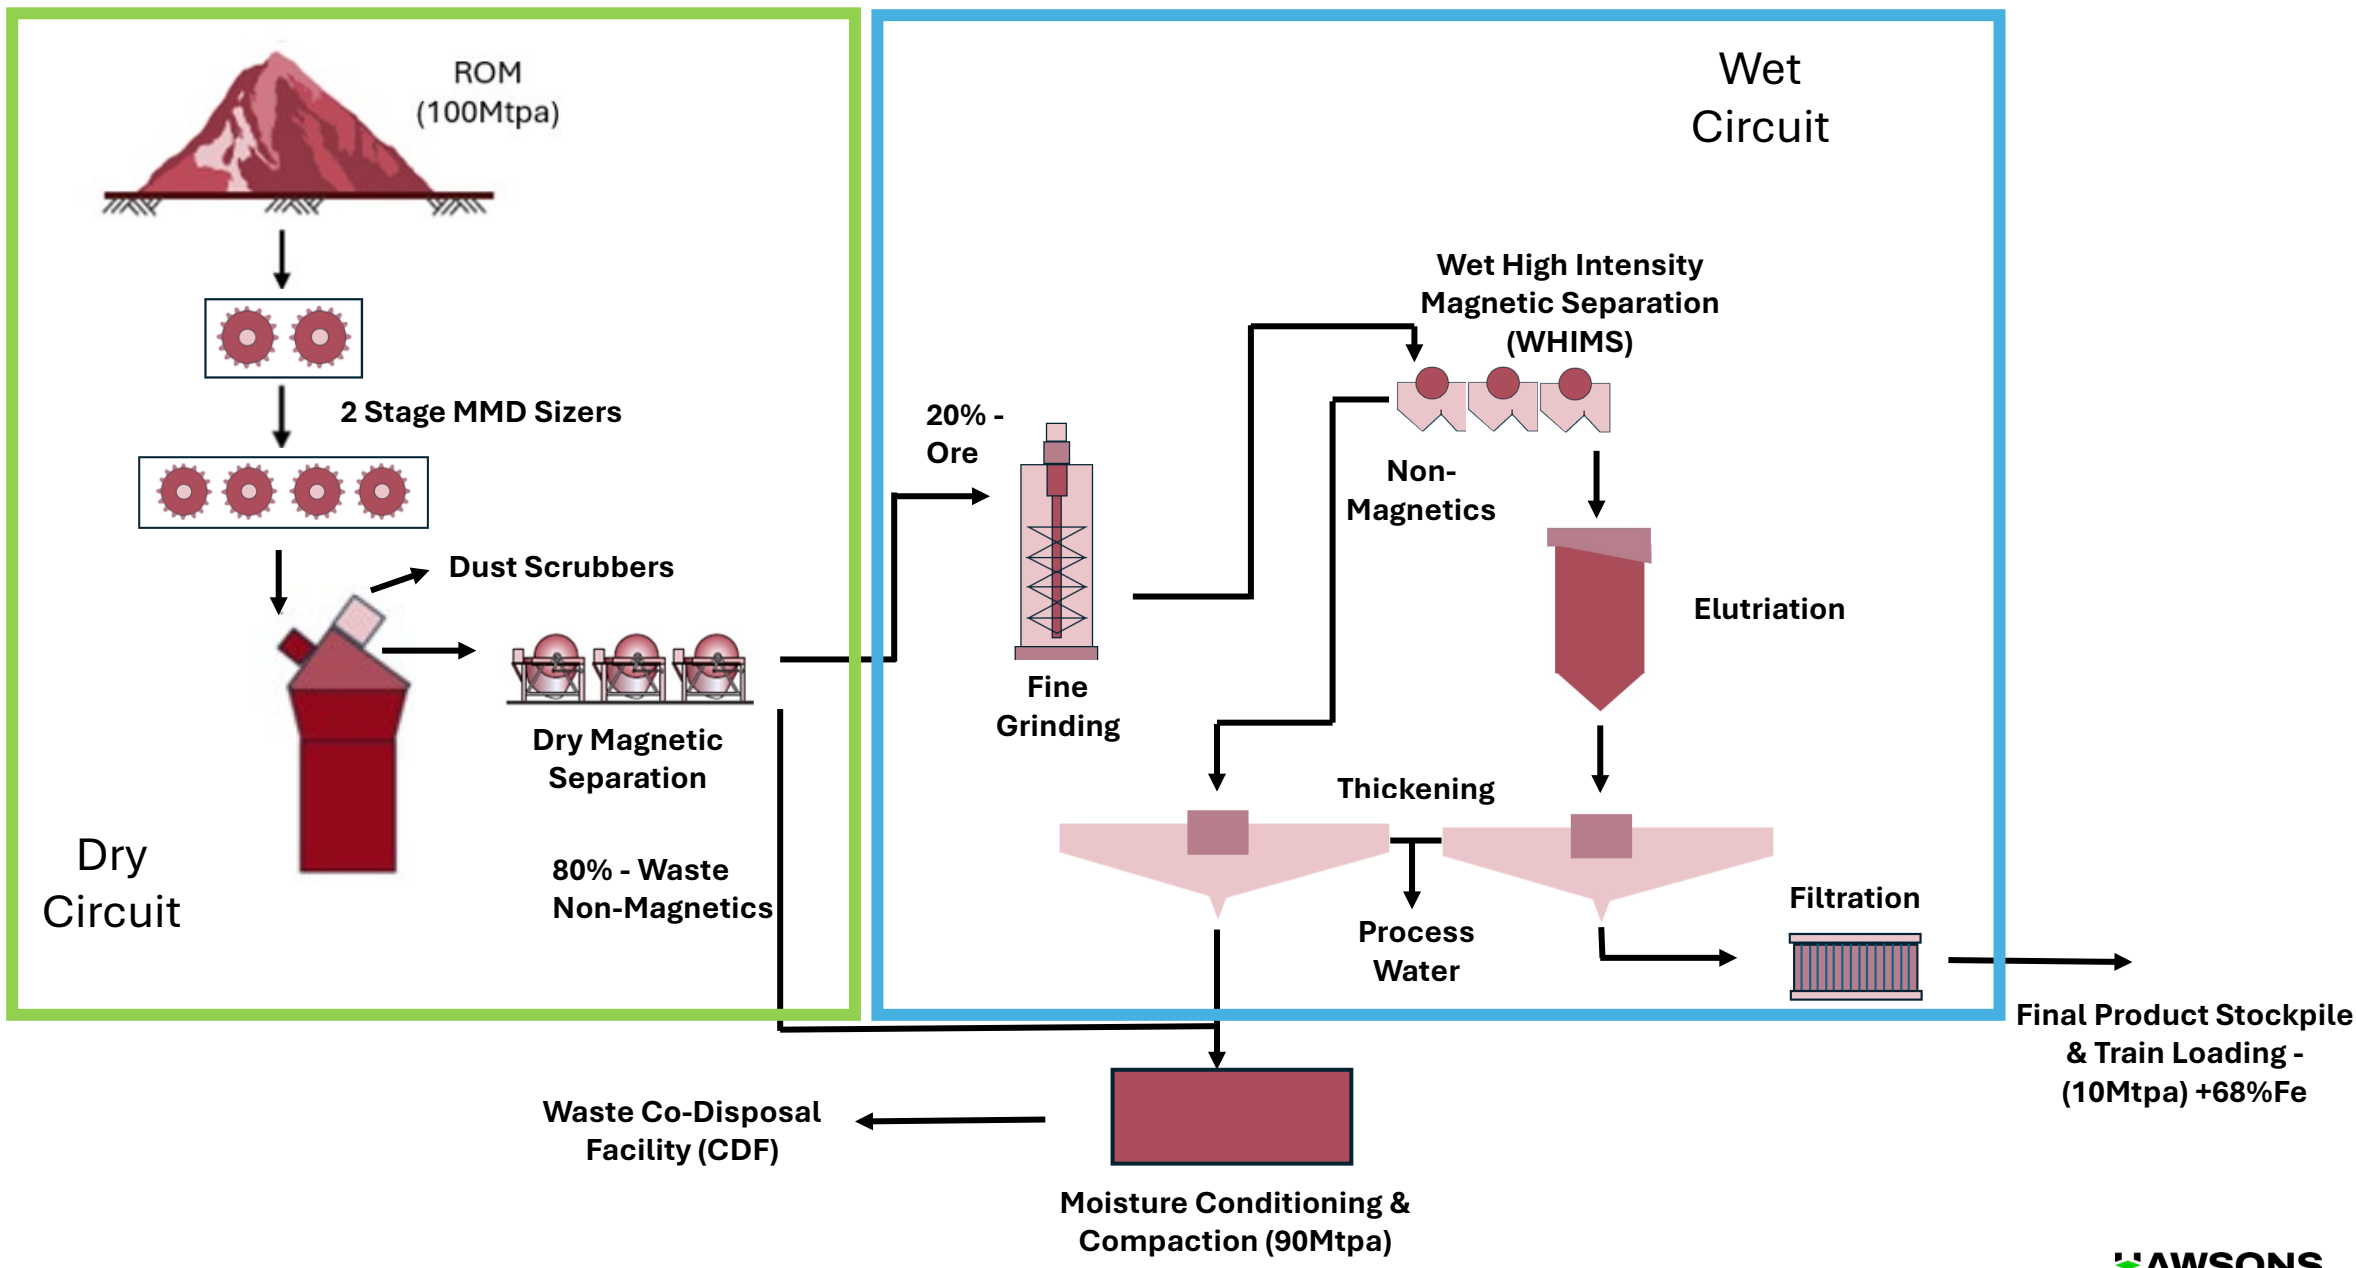 ROM
(100Mtpa)
2 Stage MMD Sizers
Dust Scrubbers
Dry Magnetic
Separation
80% - Waste
Non-Magnetics
Dry
Circuit
Wet
Circuit
20% -
Ore
Fine
Grinding
Wet High Intensity
Magnetic Separation
(WHIMS)
Non-
Magnetics
Elutriation
Thickening
Process
Water
Filtration
Final Product Stockpile
& Train Loading -
(10Mtpa) +68%Fe
Waste Co-Disposal
Facility (CDF)
Moisture Conditioning &
Compaction (90Mtpa)
HAWSONS